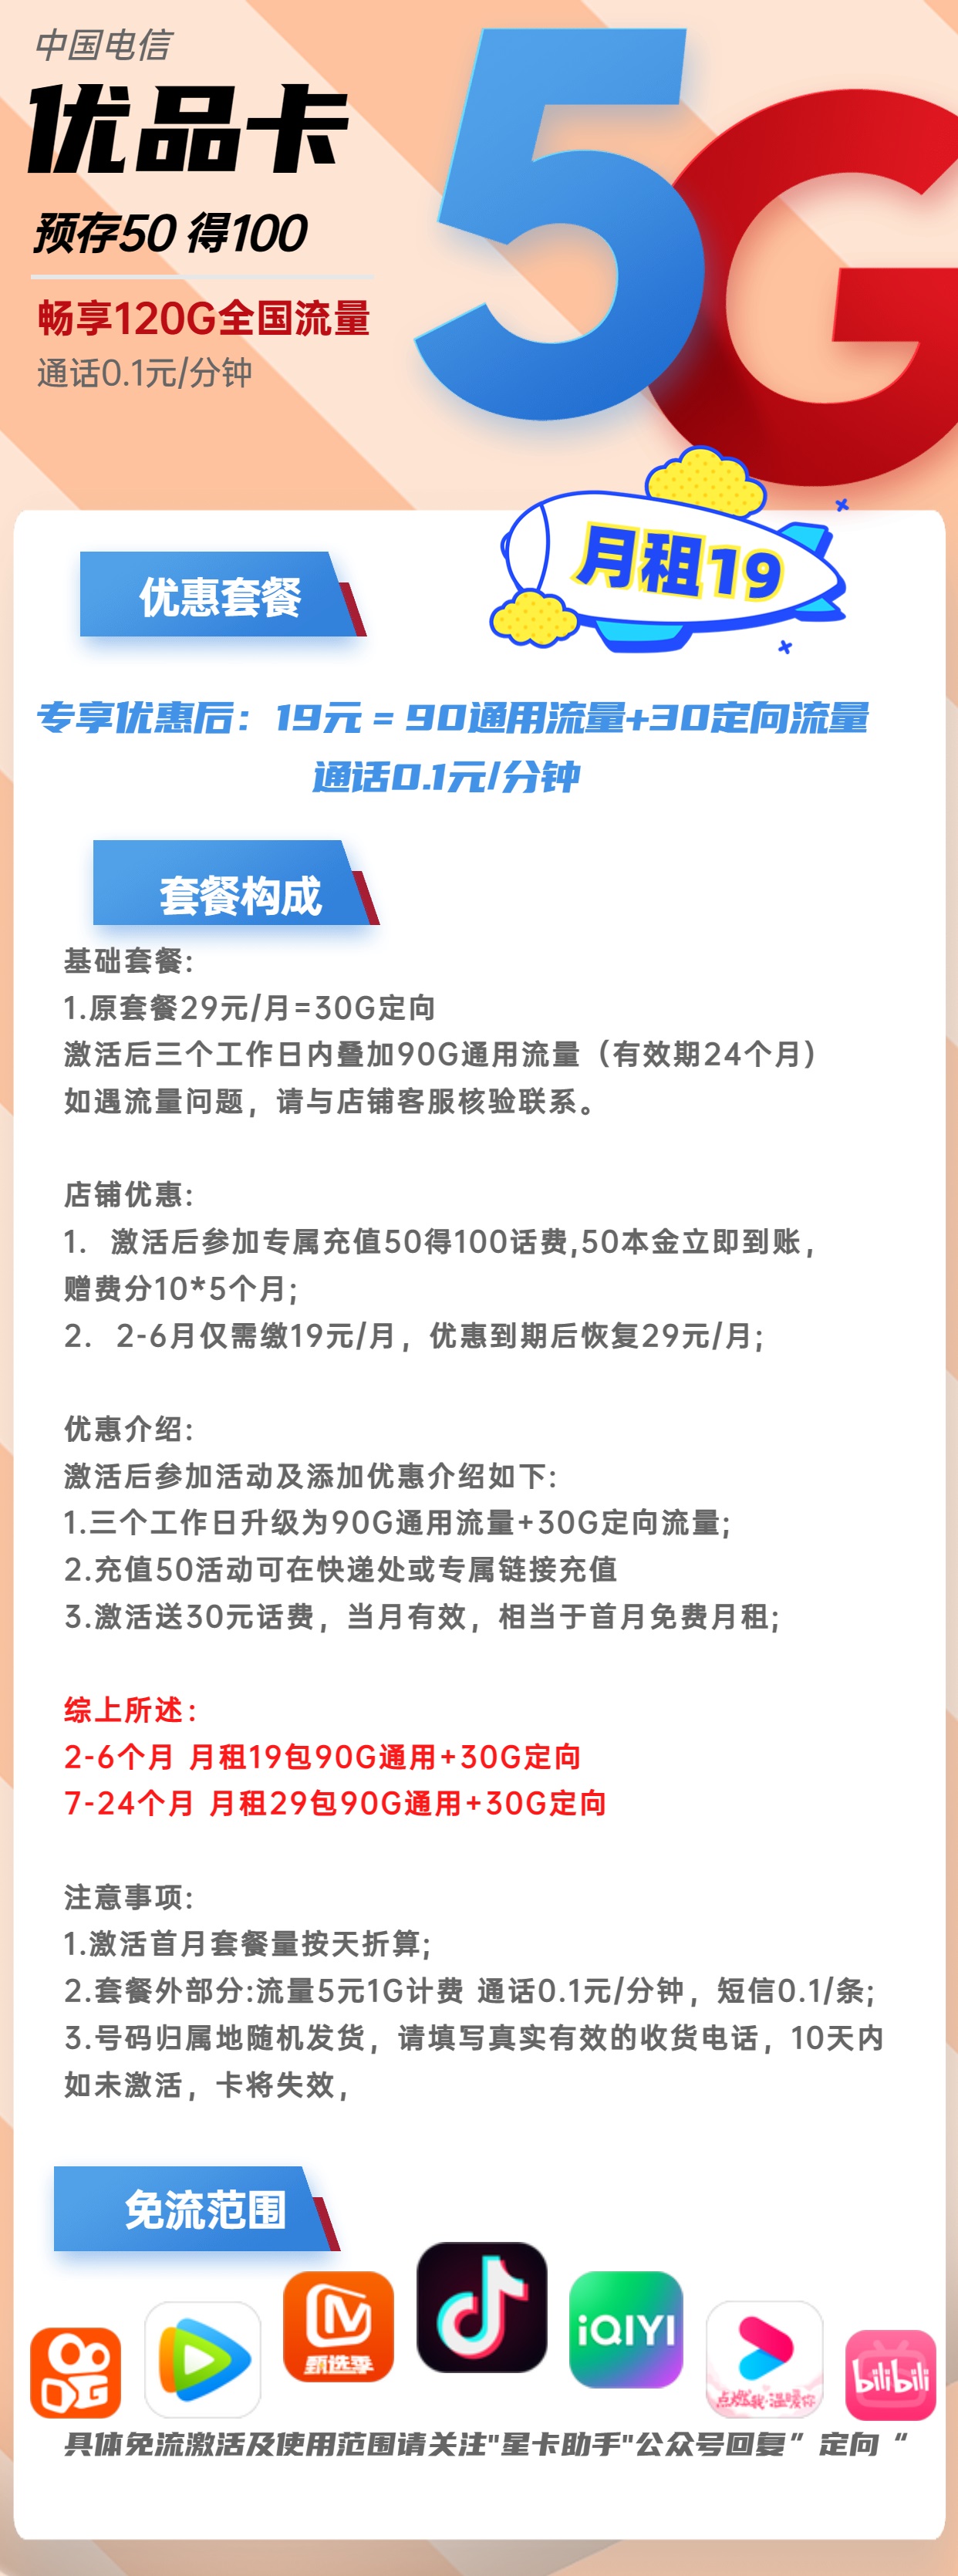 中国电信
优品卡
预存50 得100
畅享120G全国流量
通话0.1元/分钟
5G
月租19
优惠套餐
专享优惠后：19元 = 90通用流量+30定向流量
通话0.1元/分钟
套餐构成
基础套餐:
1.原套餐29元/月=30G定向
激活后三个工作日内叠加90G通用流量（有效期24个月）
如遇流量问题，请与店铺客服核验联系。
店铺优惠:
1. 激活后参加专属充值50得100话费,50本金立即到账，
赠费分10*5个月;
2. 2-6月仅需缴19元/月，优惠到期后恢复29元/月;
优惠介绍:
激活后参加活动及添加优惠介绍如下:
1.三个工作日升级为90G通用流量+30G定向流量;
2.充值50活动可在快递处或专属链接充值
3.激活送30元话费，当月有效，相当于首月免费月租;
综上所述:
2-6个月 月租19包90G通用+30G定向
7-24个月 月租29包90G通用+30G定向
注意事项:
1.激活首月套餐量按天折算;
2.套餐外部分:流量5元1G计费 通话0.1元/分钟，短信0.1/条;
3.号码归属地随机发货，请填写真实有效的收货电话，10天内
如未激活，卡将失效，
免流范围
甄选季
iQIYI
点燃我·温暖你
bilibili
具体免流激活及使用范围请关注"星卡助手"公众号回复” 定向 “